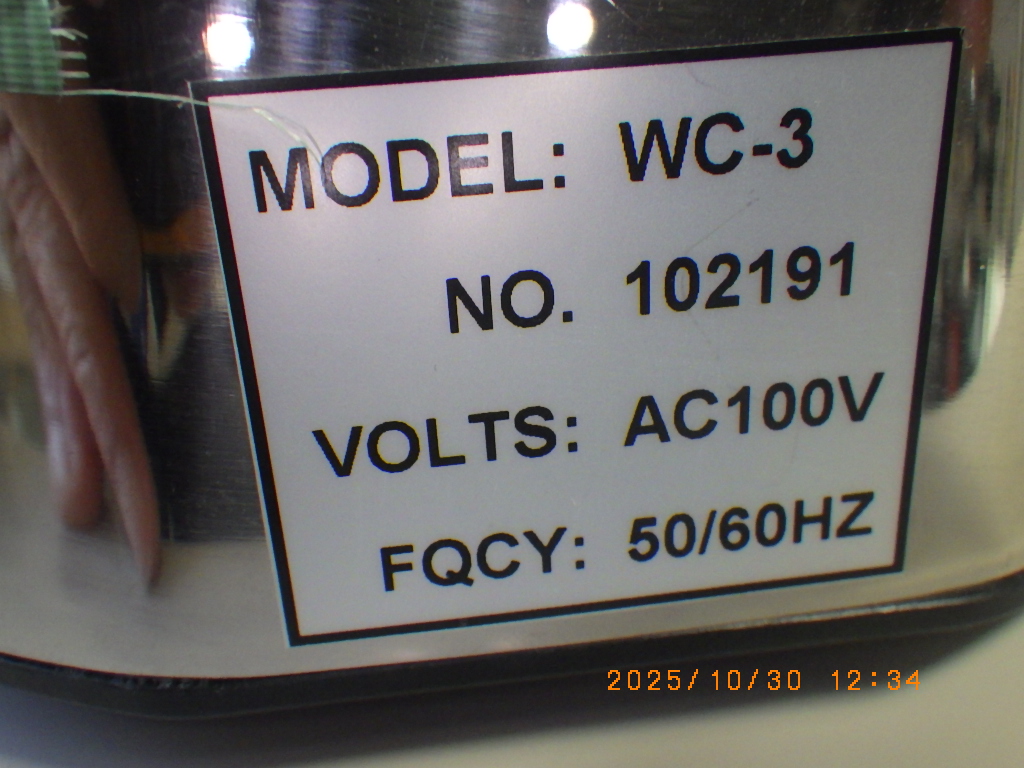 MODEL: WC-3
NO. 102191
VOLTS: AC100V
FQCY: 50/60HZ
2025/10/30 12:34